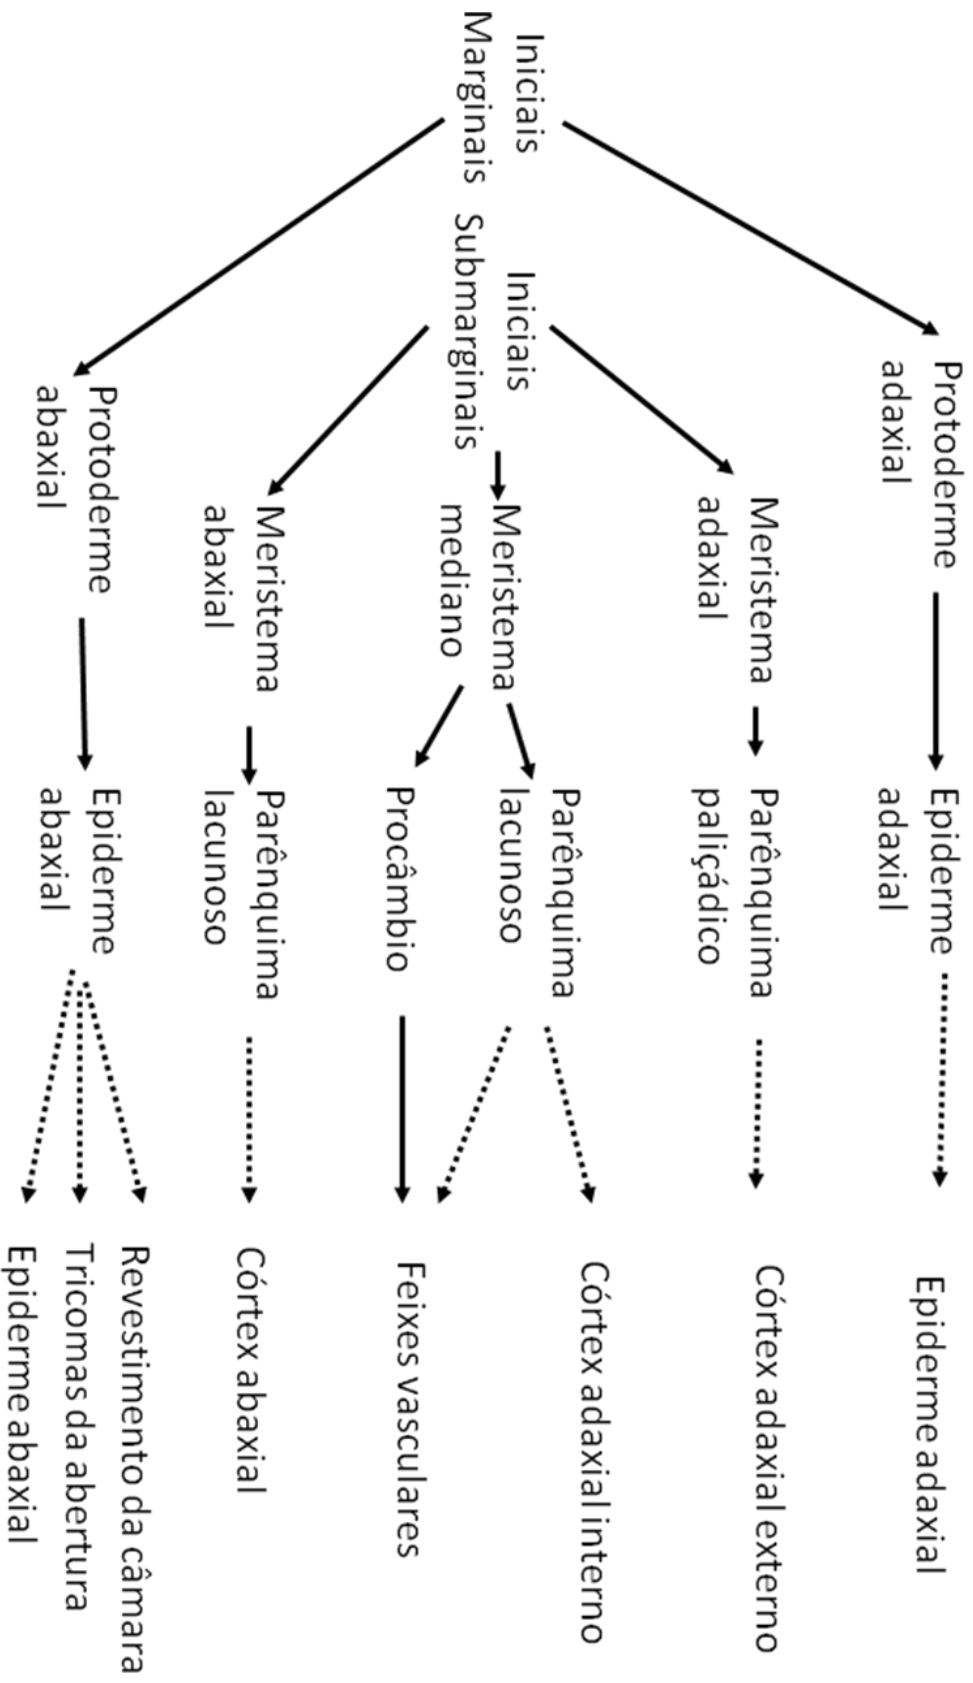 Iniciais
Marginais
Iniciais
Submarginais
Protoderme
adaxial
Meristema
adaxial
Meristema
mediano
Meristema
abaxial
Protoderme
abaxial
Epiderme
adaxial
Parênquima
paliçádico
Parênquima
lacunoso
Procâmbio
Parênquima
lacunoso
Epiderme
abaxial
Epiderme adaxial
Córtex adaxial externo
Córtex adaxial interno
Feixes vasculares
Córtex abaxial
Revestimento da câmara
Tricomas da abertura
Epiderme abaxial